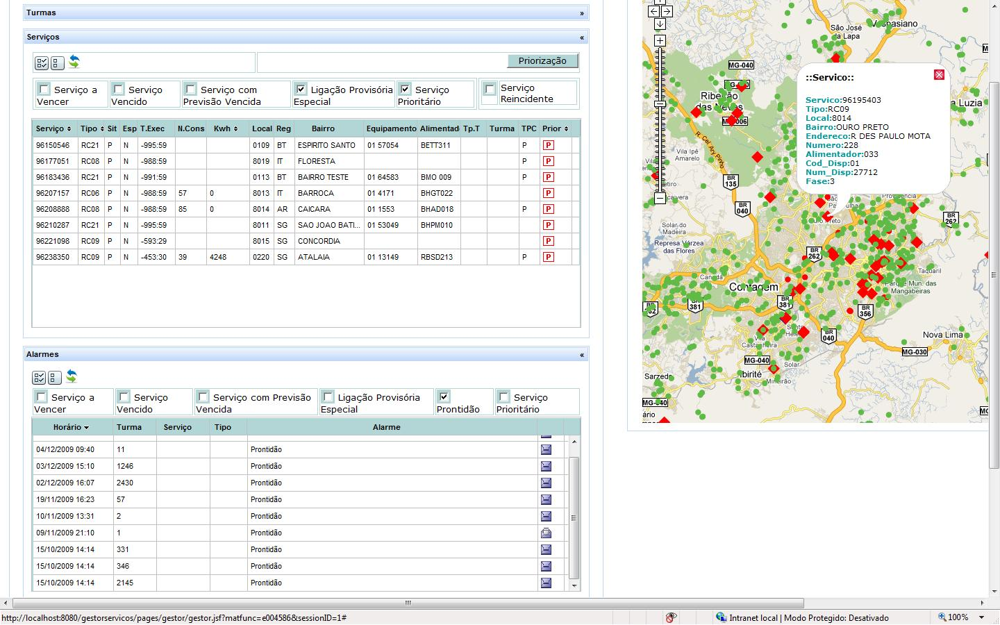 Turmas »
Serviços «
Priorização
Serviço a Vencer
Serviço Vencido
Serviço com Previsão Vencida
Ligação Provisória Especial
Serviço Prioritário
Serviço Reincidente
Serviço Tipo Sit Esp T.Exec N.Cons Kwh Local Reg Bairro Equipamento Alimentad Tp.T Turma TPC Prior
96150546 RC21 P N -995:59 0109 BT ESPIRITO SANTO 01 57054 BETT311 P P
96177051 RC08 P N -988:59 8019 IT FLORESTA P
96183436 RC21 P N -991:59 0113 BT BAIRRO TESTE 01 64583 BMO 009 P P
96207157 RC06 P N -988:59 57 0 8013 IT BARROCA 01 4171 BHGT022 P
96208888 RC08 P N -988:59 85 0 8014 AR CAICARA 01 1553 BHAD018 P P
96210287 RC21 P N -995:59 8011 SG SAO JOAO BATI... 01 53049 BHPM010 P
96221098 RC09 P N -593:29 8015 SG CONCORDIA P
96238350 RC09 P N -453:30 39 4248 0220 SG ATALAIA 01 13149 RBSD213 P P
Alarmes «
Serviço a Vencer
Serviço Vencido
Serviço com Previsão Vencida
Ligação Provisória Especial
Prontidão
Serviço Prioritário
Horário Turma Serviço Tipo Alarme
04/12/2009 09:40 11 Prontidão
03/12/2009 15:10 1246 Prontidão
02/12/2009 16:07 2430 Prontidão
19/11/2009 16:23 57 Prontidão
10/11/2009 13:31 2 Prontidão
09/11/2009 21:10 1 Prontidão
15/10/2009 14:14 331 Prontidão
15/10/2009 14:14 346 Prontidão
15/10/2009 14:14 2145 Prontidão
São José
da Lapa
Vespasiano
MG-040
Ribeirão
das Neves
R. Cel. Ary Pinho
Vila Ipê
Amarelo
BR
135
BR
040
::Servico::
Servico:96195403
Tipo:RC09
Local:8014
Bairro:OURO PRETO
Endereco:R DES PAULO MOTA
Numero:228
Alimentador:033
Cod_Disp:01
Num_Disp:27712
Fase:3
a Luzia
Solar do
Madeira
Represa Várzea
das Flores
BR
262
BR
262
Taquaril
Parque Mun. das
Mangabeiras
Contagem
BR
381
BR
381
BR
356
BR
040
Vila
Nova Lima
MG-030
MG-040
Solar
Ibirité
Mineirão
Sarzed
MG-040
ário
http://localhost:8080/gestorservicos/pages/gestor/gestor.jsf?matfunc=e004586&sessionID=1#
Intranet local | Modo Protegido: Desativado
100%